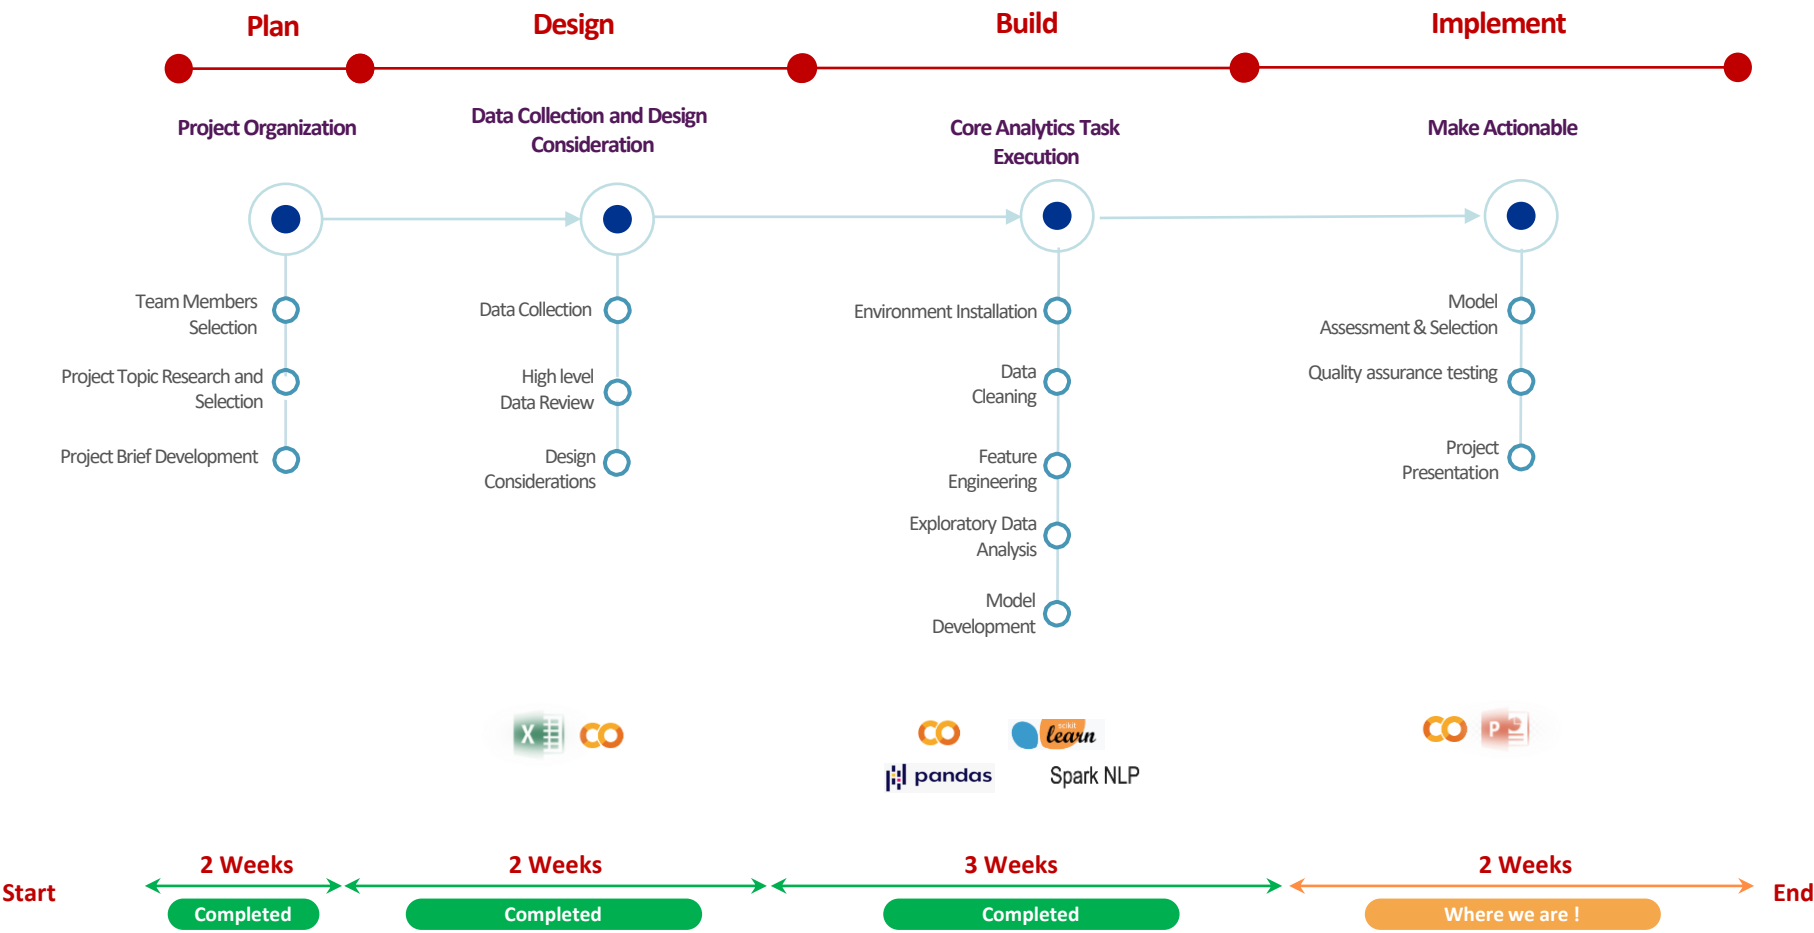 Plan
Design
Build
Implement
Project Organization
Data Collection and Design
Consideration
Core Analytics Task
Execution
Make Actionable
Team Members
Selection
Project Topic Research and
Selection
Project Brief Development
Data Collection
High level
Data Review
Design
Considerations
Environment Installation
Data
Cleaning
Feature
Engineering
Exploratory Data
Analysis
Model
Development
Model
Assessment & Selection
Quality assurance testing
Project
Presentation
X
CO
CO
scikit
learn
pandas
Spark NLP
CO
P
Start
2 Weeks
2 Weeks
3 Weeks
2 Weeks
End
Completed
Completed
Completed
Where we are !